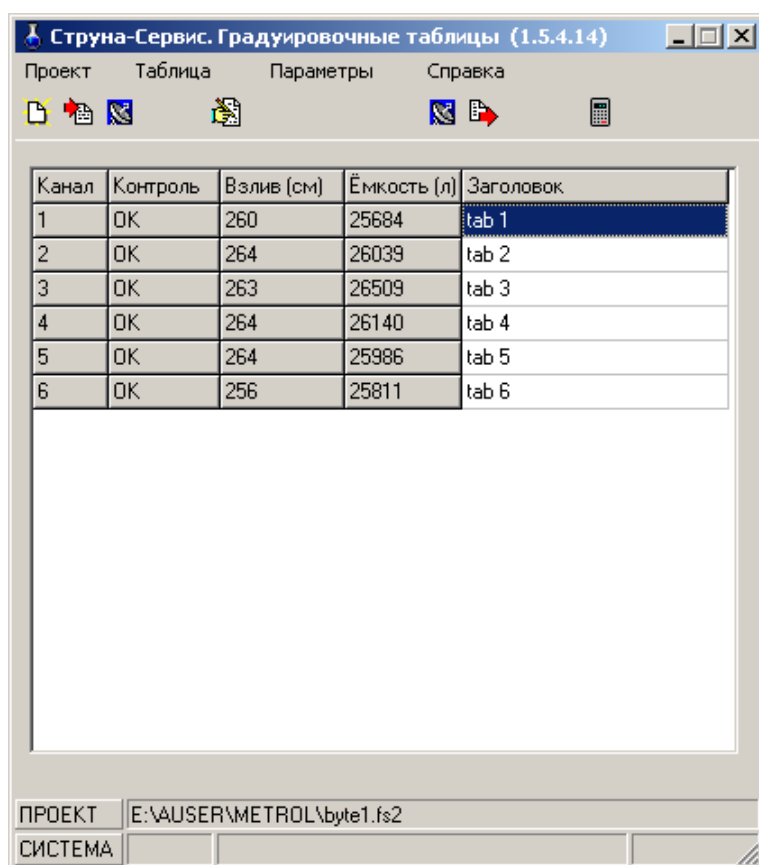 Струна-Сервис. Градуировочные таблицы (1.5.4.14)
Проект Таблица Параметры Справка
Канал Контроль Взлив (см) Ёмкость (л) Заголовок
1 OK 260 25684 tab 1
2 OK 264 26039 tab 2
3 OK 263 26509 tab 3
4 OK 264 26140 tab 4
5 OK 264 25986 tab 5
6 OK 256 25811 tab 6
ПРОЕКТ E:\AUSER\METROL\byte1.fs2
СИСТЕМА